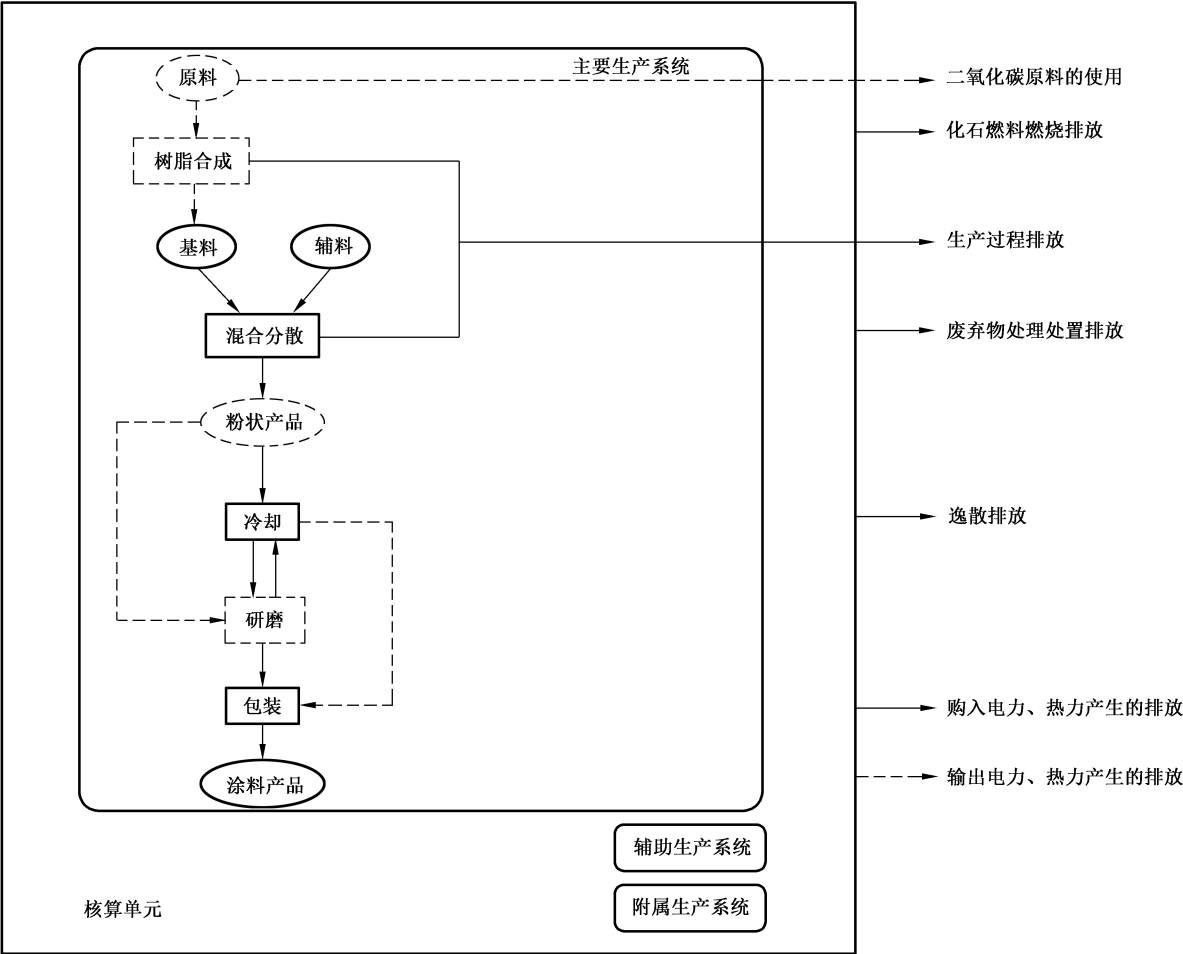 主要生产系统
原料
二氧化碳原料的使用
化石燃料燃烧排放
树脂合成
生产过程排放
基料
辅料
废弃物处理处置排放
混合分散
粉状产品
逸散排放
冷却
研磨
包装
购入电力、热力产生的排放
涂料产品
输出电力、热力产生的排放
辅助生产系统
附属生产系统
核算单元